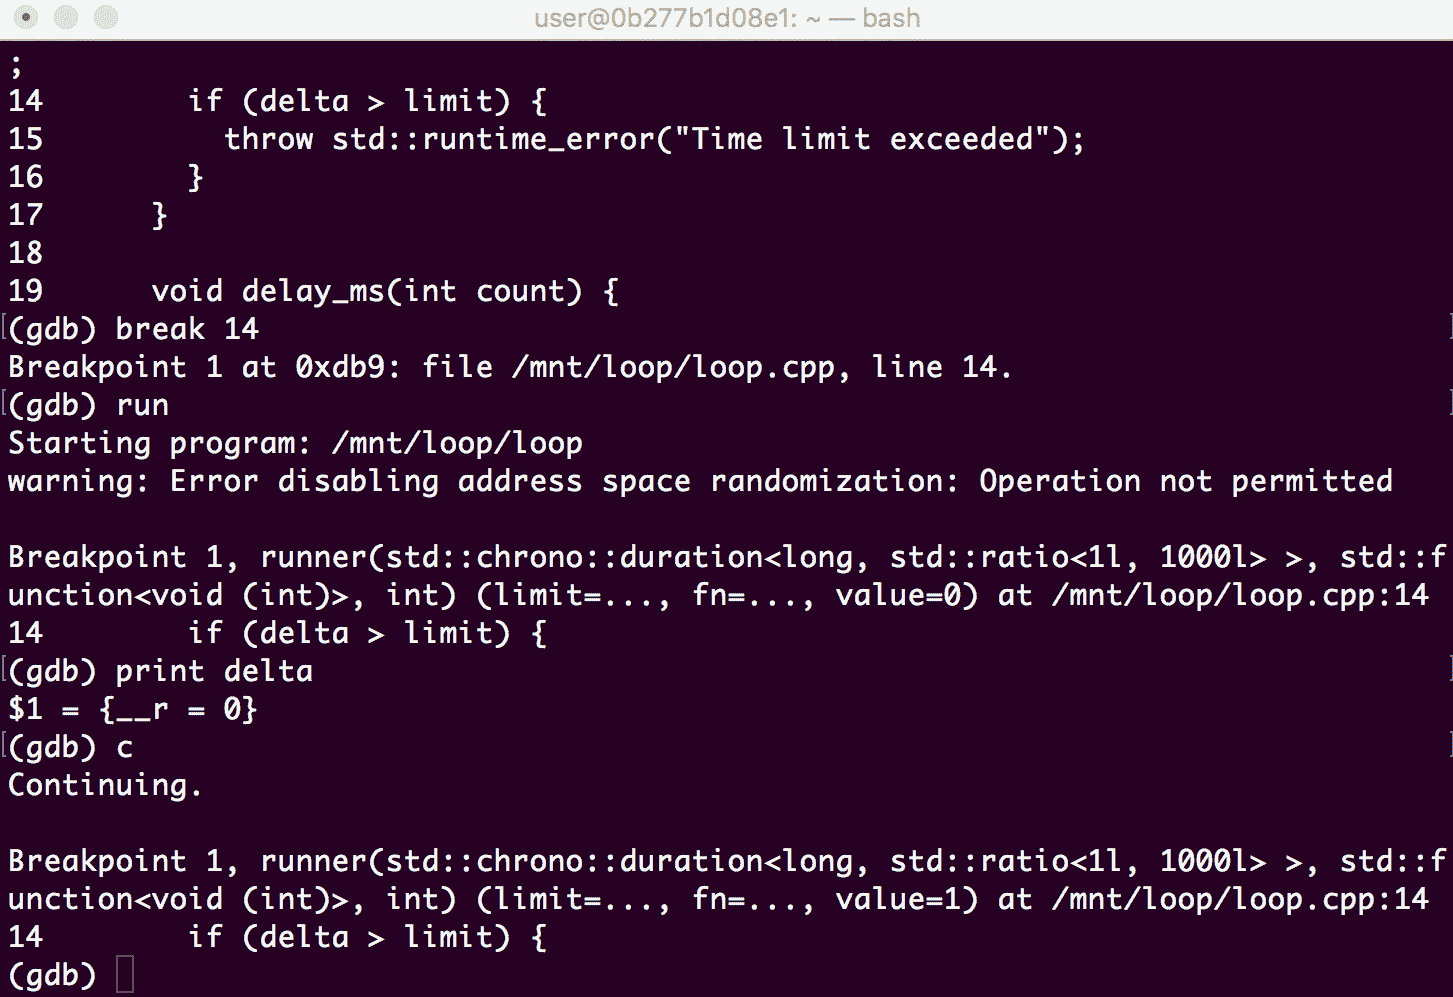 user@0b277b1d08e1: ~ — bash
;
14        if (delta > limit) {
15          throw std::runtime_error("Time limit exceeded");
16        }
17      }
18
19      void delay_ms(int count) {
(gdb) break 14
Breakpoint 1 at 0xdb9: file /mnt/loop/loop.cpp, line 14.
(gdb) run
Starting program: /mnt/loop/loop
warning: Error disabling address space randomization: Operation not permitted

Breakpoint 1, runner(std::chrono::duration<long, std::ratio<1l, 1000l> >, std::f
unction<void (int)>, int) (limit=..., fn=..., value=0) at /mnt/loop/loop.cpp:14
14        if (delta > limit) {
(gdb) print delta
$1 = {__r = 0}
(gdb) c
Continuing.

Breakpoint 1, runner(std::chrono::duration<long, std::ratio<1l, 1000l> >, std::f
unction<void (int)>, int) (limit=..., fn=..., value=1) at /mnt/loop/loop.cpp:14
14        if (delta > limit) {
(gdb)